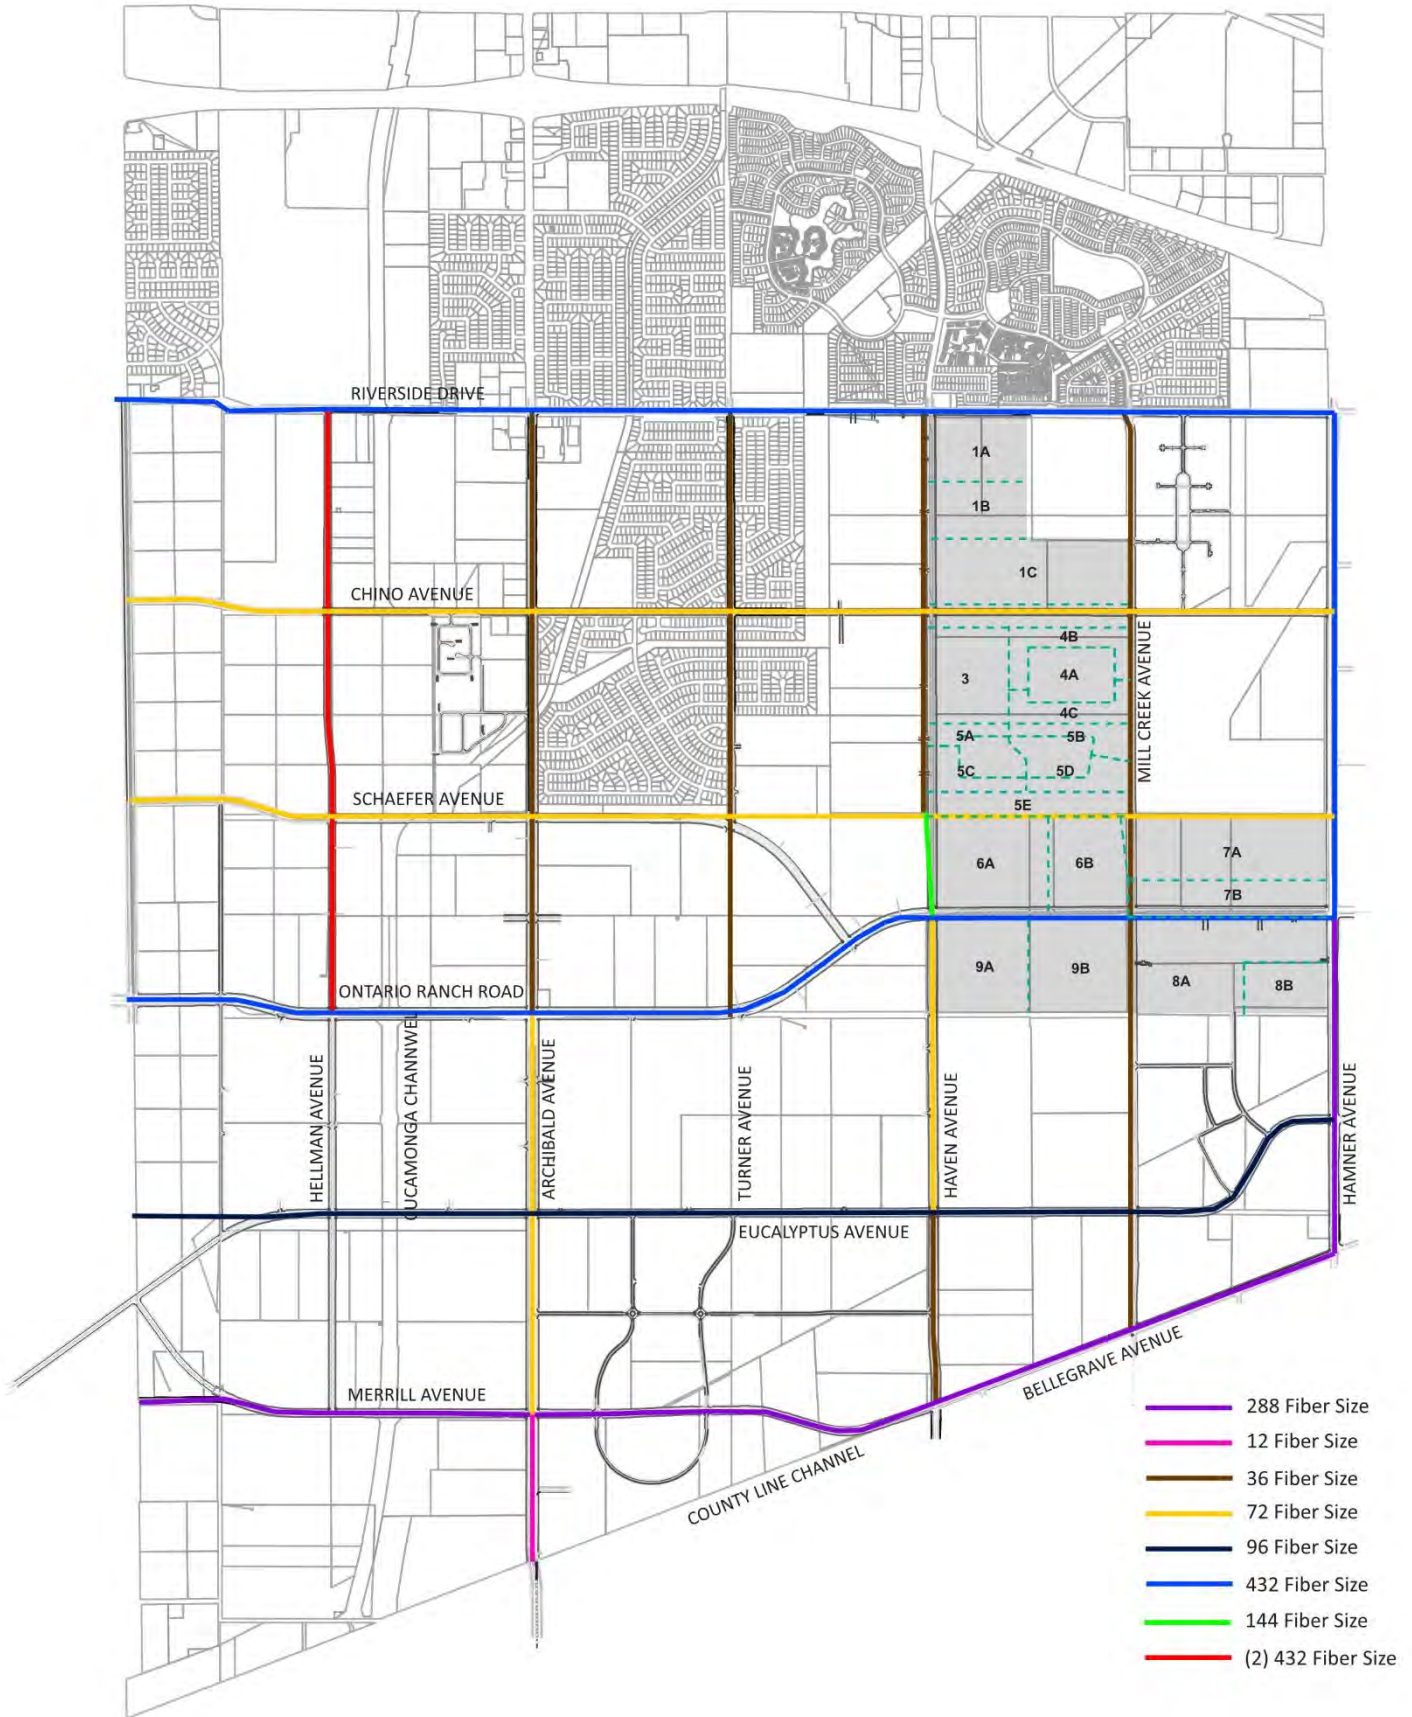 RIVERSIDE DRIVE
1A
1B
1C
CHINO AVENUE
4B
3
4A
4C
5A
5B
5C
5D
5E
MILL CREEK AVENUE
SCHAEFER AVENUE
6A
6B
7A
7B
9A
9B
8A
8B
ONTARIO RANCH ROAD
HELLMAN AVENUE
CUCAMONGA CHANNWEL
ARCHIBALD AVENUE
TURNER AVENUE
HAVEN AVENUE
HAMNER AVENUE
EUCALYPTUS AVENUE
MERRILL AVENUE
BELLEGRAVE AVENUE
COUNTY LINE CHANNEL
288 Fiber Size
12 Fiber Size
36 Fiber Size
72 Fiber Size
96 Fiber Size
432 Fiber Size
144 Fiber Size
(2) 432 Fiber Size